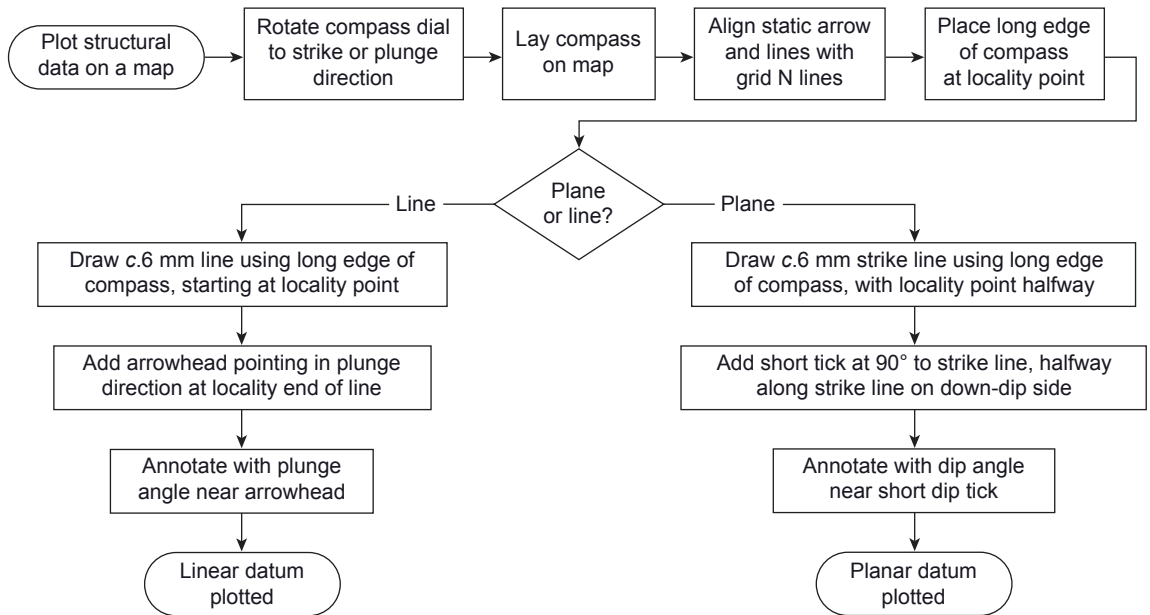 Plot structural
data on a map
Rotate compass dial
to strike or plunge
direction
Lay compass
on map
Align static arrow
and lines with
grid N lines
Place long edge
of compass
at locality point
Plane
or line?
Line
Plane
Draw c.6 mm line using long edge of
compass, starting at locality point
Add arrowhead pointing in plunge
direction at locality end of line
Annotate with plunge
angle near arrowhead
Linear datum
plotted
Draw c.6 mm strike line using long edge
of compass, with locality point halfway
Add short tick at 90° to strike line, halfway
along strike line on down-dip side
Annotate with dip angle
near short dip tick
Planar datum
plotted